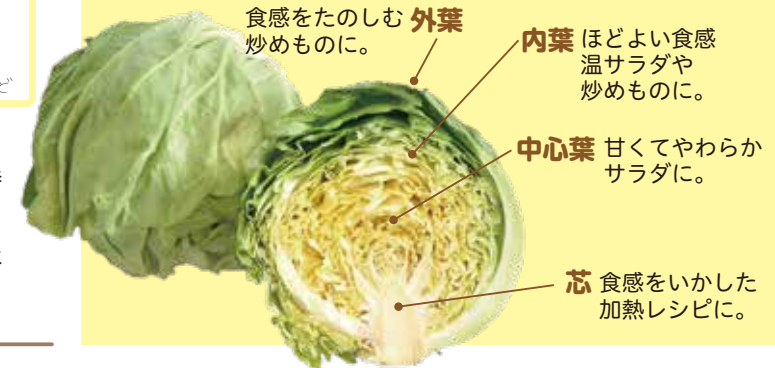 食感をたのしむ 外葉
炒めものに。
内葉 ほどよい食感
温サラダや
炒めものに。
ど
中心葉 甘くてやわらか
サラダに。
芯 食感をいかした
加熱レシピに。